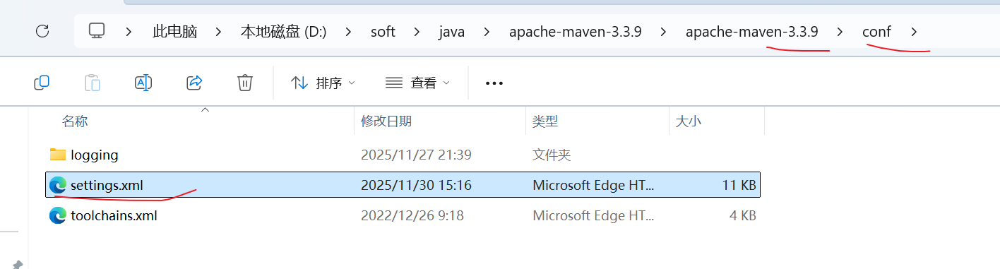 此电脑 > 本地磁盘 (D:) > soft > java > apache-maven-3.3.9 > apache-maven-3.3.9 > conf >
排序 查看
名称 修改日期 类型 大小
logging 2025/11/27 21:39 文件夹
settings.xml 2025/11/30 15:16 Microsoft Edge HT... 11 KB
toolchains.xml 2022/12/26 9:18 Microsoft Edge HT... 4 KB